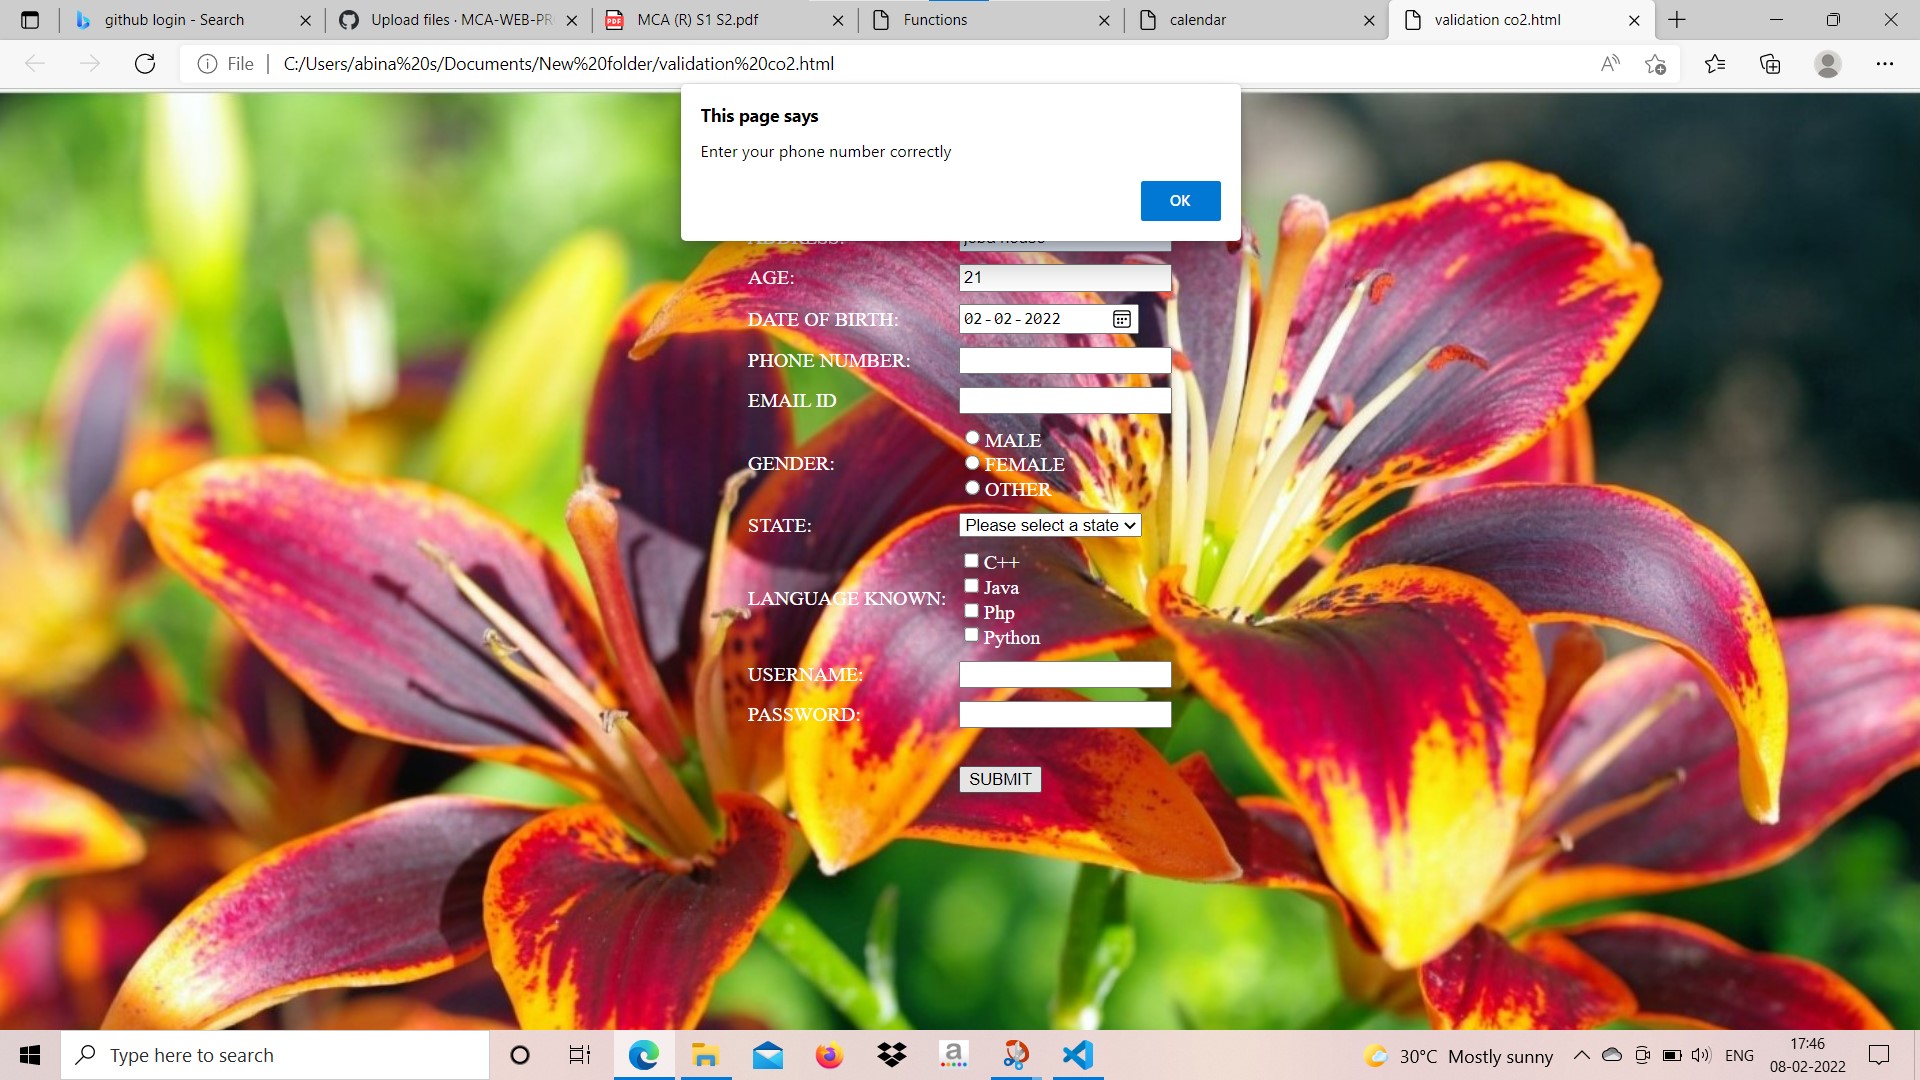 github login - Search
Upload files · MCA-WEB-PR
MCA (R) S1 S2.pdf
Functions
calendar
validation co2.html
File
C:/Users/abina%20s/Documents/New%20folder/validation%20co2.html
This page says
Enter your phone number correctly
OK
ADDRESS:
AGE:
21
DATE OF BIRTH:
02-02-2022
PHONE NUMBER:
EMAIL ID
GENDER:
MALE
FEMALE
OTHER
STATE:
Please select a state
LANGUAGE KNOWN:
C++
Java
Php
Python
USERNAME:
PASSWORD:
SUBMIT
Type here to search
30°C Mostly sunny
ENG
17:46
08-02-2022